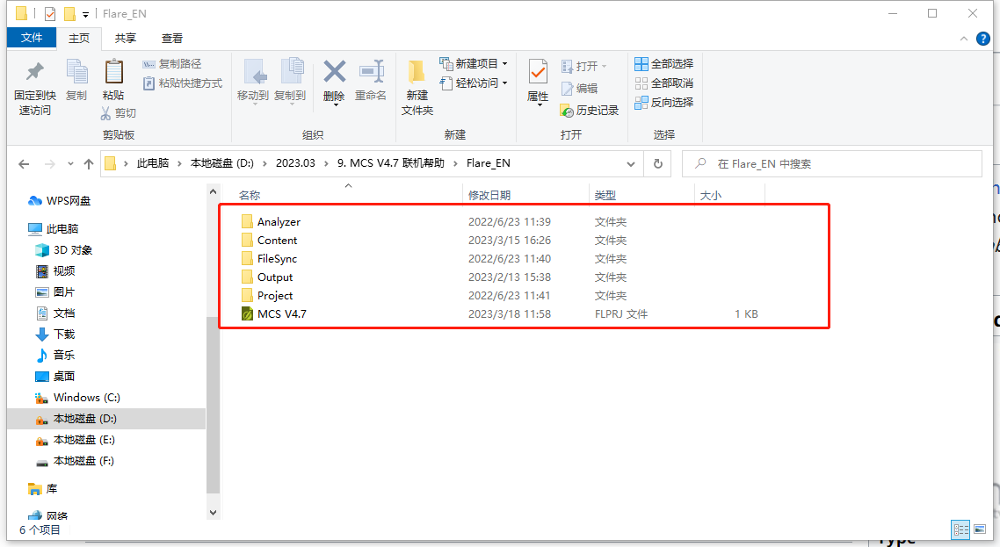 Flare_EN
文件 主页 共享 查看
固定到快速访问
复制
粘贴
复制路径
粘贴快捷方式
剪切
剪贴板
移动到
复制到
删除
重命名
组织
新建
文件夹
新建项目
轻松访问
新建
属性
打开
编辑
历史记录
打开
全部选择
全部取消
反向选择
选择
此电脑 > 本地磁盘 (D:) > 2023.03 > 9. MCS V4.7 联机帮助 > Flare_EN
在 Flare_EN 中搜索
WPS网盘
此电脑
3D 对象
视频
图片
文档
下载
音乐
桌面
Windows (C:)
本地磁盘 (D:)
本地磁盘 (E:)
本地磁盘 (F:)
库
网络
名称 修改日期 类型 大小
Analyzer 2022/6/23 11:39 文件夹
Content 2023/3/15 16:26 文件夹
FileSync 2022/6/23 11:40 文件夹
Output 2023/2/13 15:38 文件夹
Project 2022/6/23 11:41 文件夹
MCS V4.7 2023/3/18 11:58 FLPRJ 文件 1 KB
6 个项目